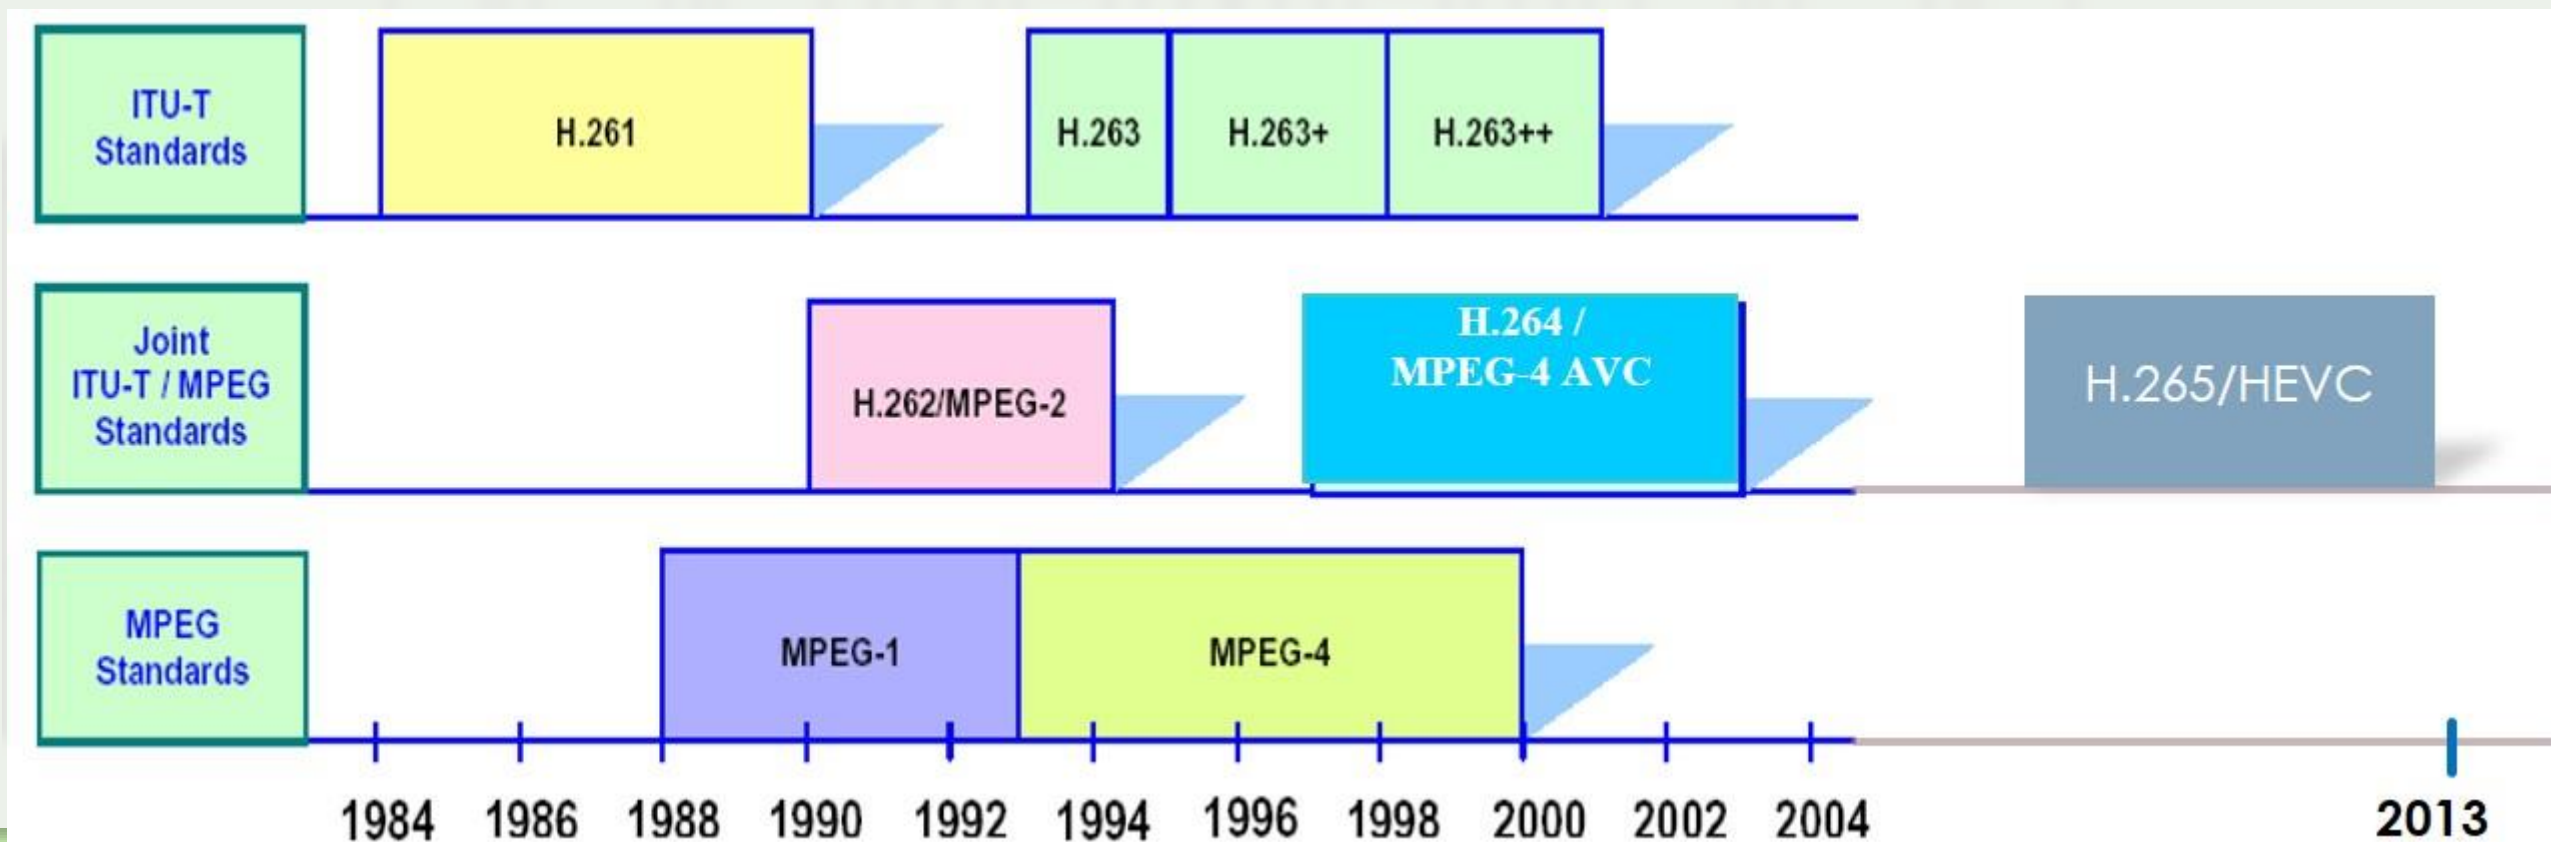 ITU-T
Standards
H.261
H.263
H.263+
H.263++
Joint
ITU-T / MPEG
Standards
H.262/MPEG-2
H.264 /
MPEG-4 AVC
H.265/HEVC
MPEG
Standards
MPEG-1
MPEG-4
1984 1986 1988 1990 1992 1994 1996 1998 2000 2002 2004 2013